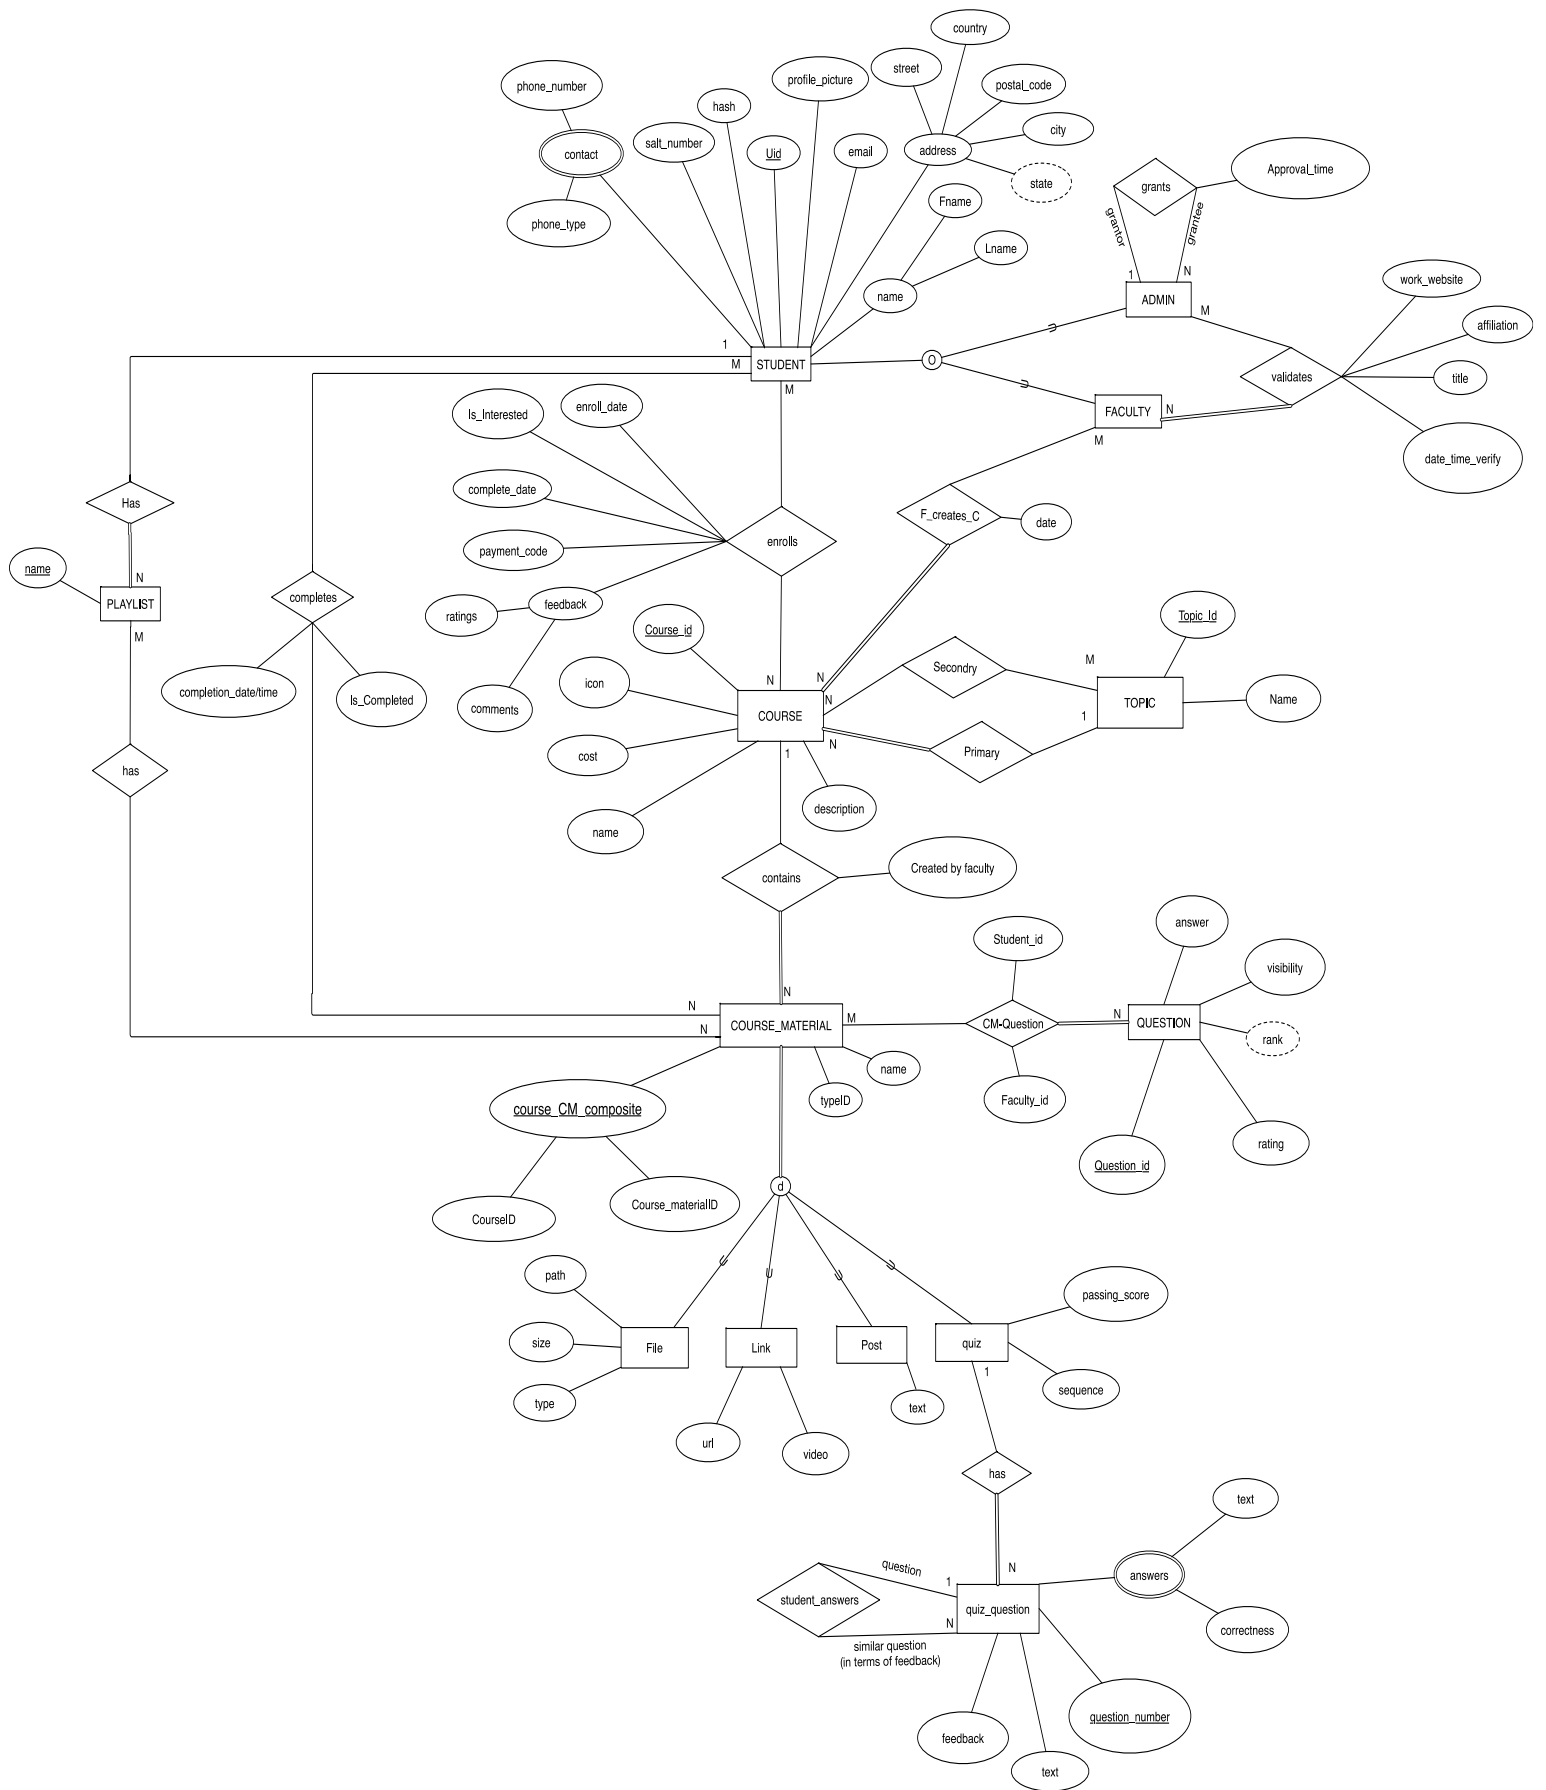 country
street
profile_picture
phone_number
postal_code
hash
city
salt_number
contact
Uid
email
address
Approval_time
grants
state
Fname
phone_type
grantor
grantee
Lname
1
N
work_website
name
ADMIN
M
affiliation
1
STUDENT
M
O
U
validates
title
U
M
FACULTY
N
Is_Interested
enroll_date
M
date_time_verify
complete_date
Has
F_creates_C
date
enrolls
payment_code
name
N
PLAYLIST
completes
feedback
ratings
Topic_Id
Course_id
M
Secondry
M
N
N
icon
completion_date/time
Is_Completed
comments
N
TOPIC
Name
COURSE
1
N
Primary
cost
1
has
description
name
contains
Created by faculty
answer
Student_id
visibility
N
N
M
N
COURSE_MATERIAL
CM-Question
QUESTION
N
rank
name
typeID
Faculty_id
course_CM_composite
rating
Question_id
d
Course_materialID
CourseID
U
U
U
U
path
passing_score
size
File
Link
Post
quiz
1
sequence
type
text
url
video
has
text
question
N
answers
1
student_answers
quiz_question
N
correctness
similar question
(in terms of feedback)
question_number
feedback
text